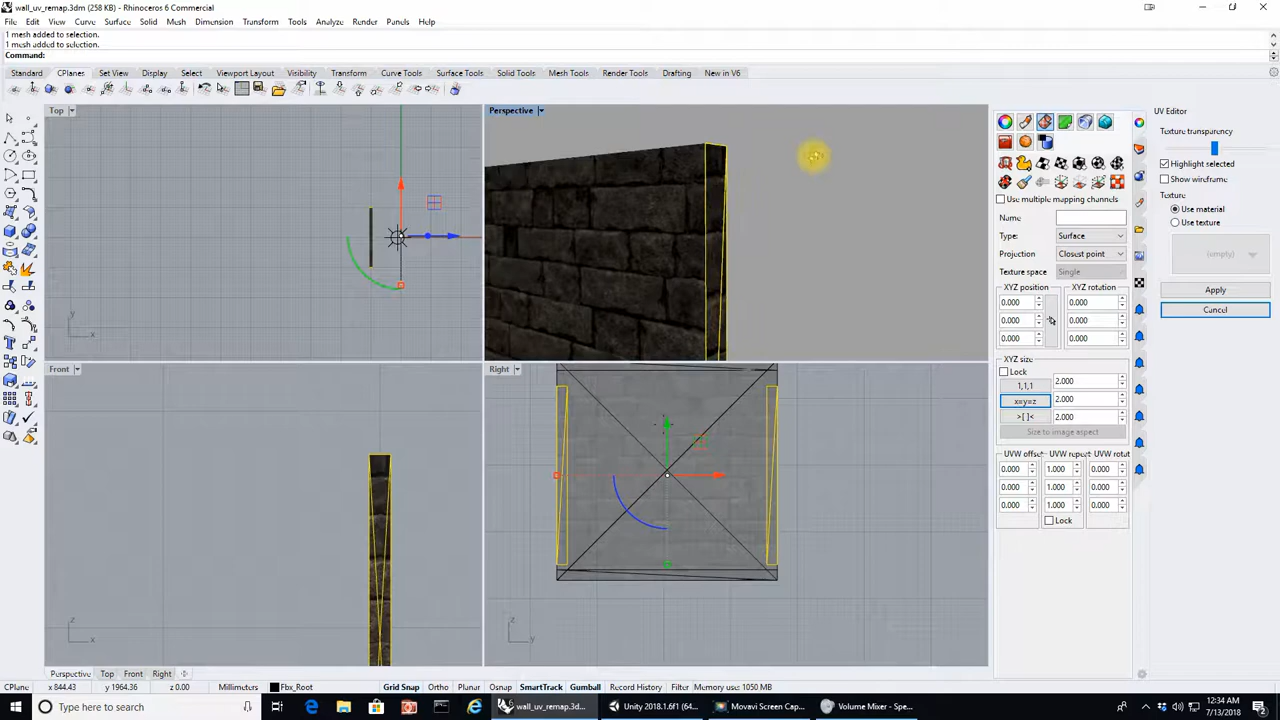 wall_uv_remap.3dm (258 KB) - Rhinoceros 6 Commercial
File Edit View Curve Surface Solid Mesh Dimension Transform Tools Analyze Render Panels Help
1 mesh added to selection.
1 mesh added to selection.
Command:
Standard CPlanes Set View Display Select Viewport Layout Visibility Transform Curve Tools Surface Tools Solid Tools Mesh Tools Render Tools Drafting New in V6
Top
Perspective
y
x
Front
z
x
Right
z
y
Use multiple mapping channels
Name
Type: Surface
Projection Closest point
Texture space Single
XYZ position XYZ rotation
0.000 0.000
0.000 0.000
0.000 0.000
XYZ size
Lock
1,1,1 2.000
x=y=z 2.000
>[ ]< 2.000
Size to image aspect
UVW offset UVW repeat UVW rotat
0.000 1.000 0.000
0.000 1.000 0.000
0.000 1.000 0.000
Lock
UV Editor
Texture transparency
Highlight selected
Show wireframe
Texture
Use material
Use texture
(empty)
Apply
Cancel
Perspective Top Front Right
CPlane x 844.43 y 1964.36 z 0.00 Millimeters Fbx_Root Grid Snap Ortho Planar Osnap SmartTrack Gumball Record History Filter Memory use: 1050 MB
Type here to search
wall_uv_remap.3d...
Unity 2018.1.6f1 (64...
Movavi Screen Cap...
Volume Mixer - Spe...
12:34 AM
7/13/2018